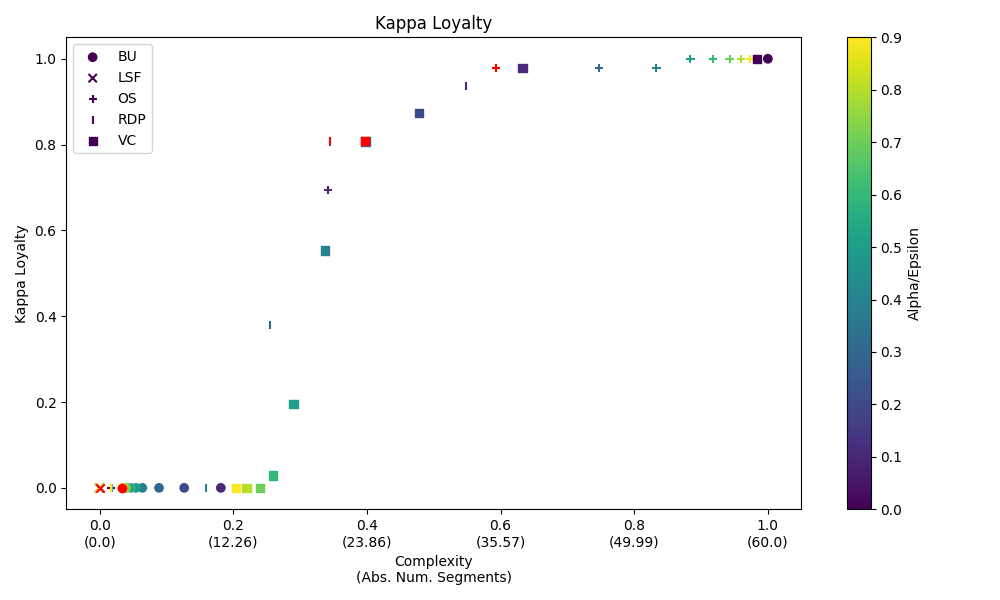 Kappa Loyalty
BU
LSF
OS
RDP
VC
Kappa Loyalty
1.0
0.8
0.6
0.4
0.2
0.0
0.0 0.2 0.4 0.6 0.8 1.0
(0.0) (12.26) (23.86) (35.57) (49.99) (60.0)
Complexity
(Abs. Num. Segments)
0.9
0.8
0.7
0.6
0.5
0.4
0.3
0.2
0.1
0.0
Alpha/Epsilon